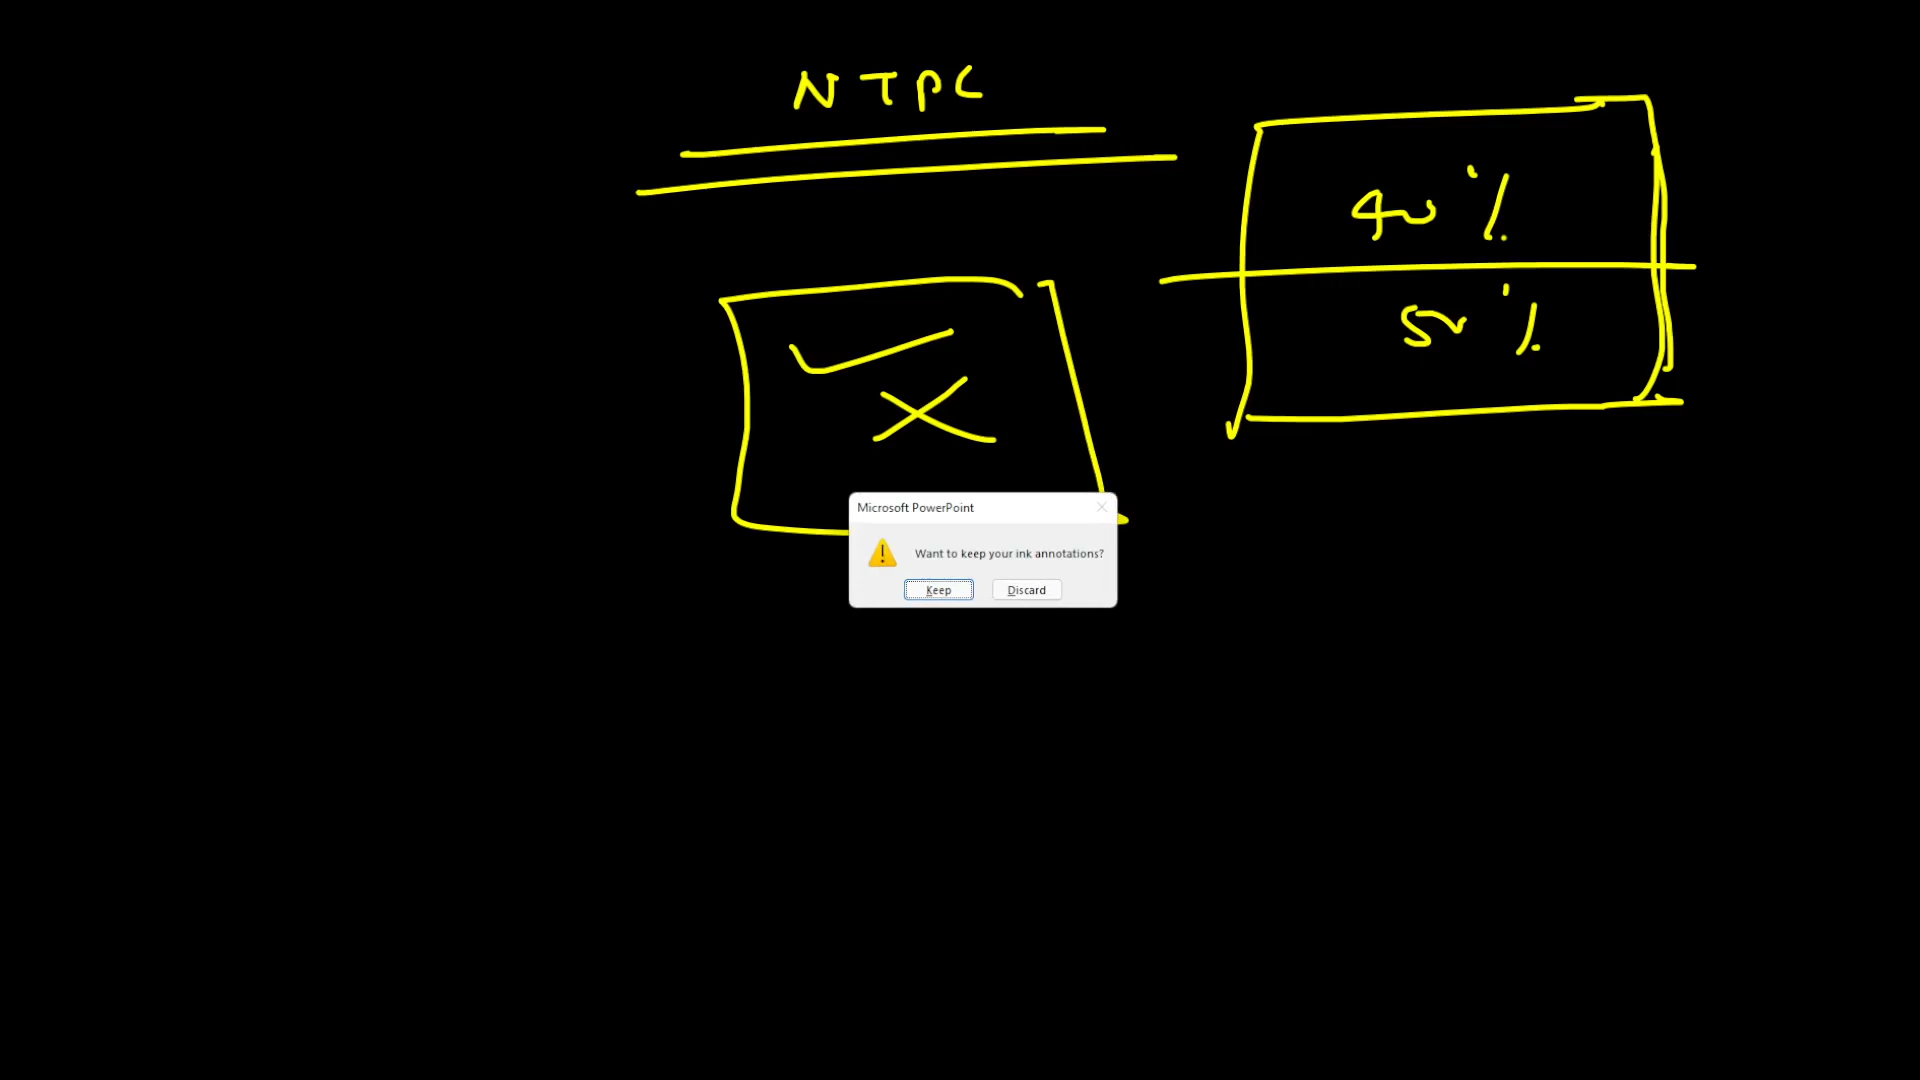 NTPC
40%
50%
Microsoft PowerPoint
Want to keep your ink annotations?
Keep
Discard